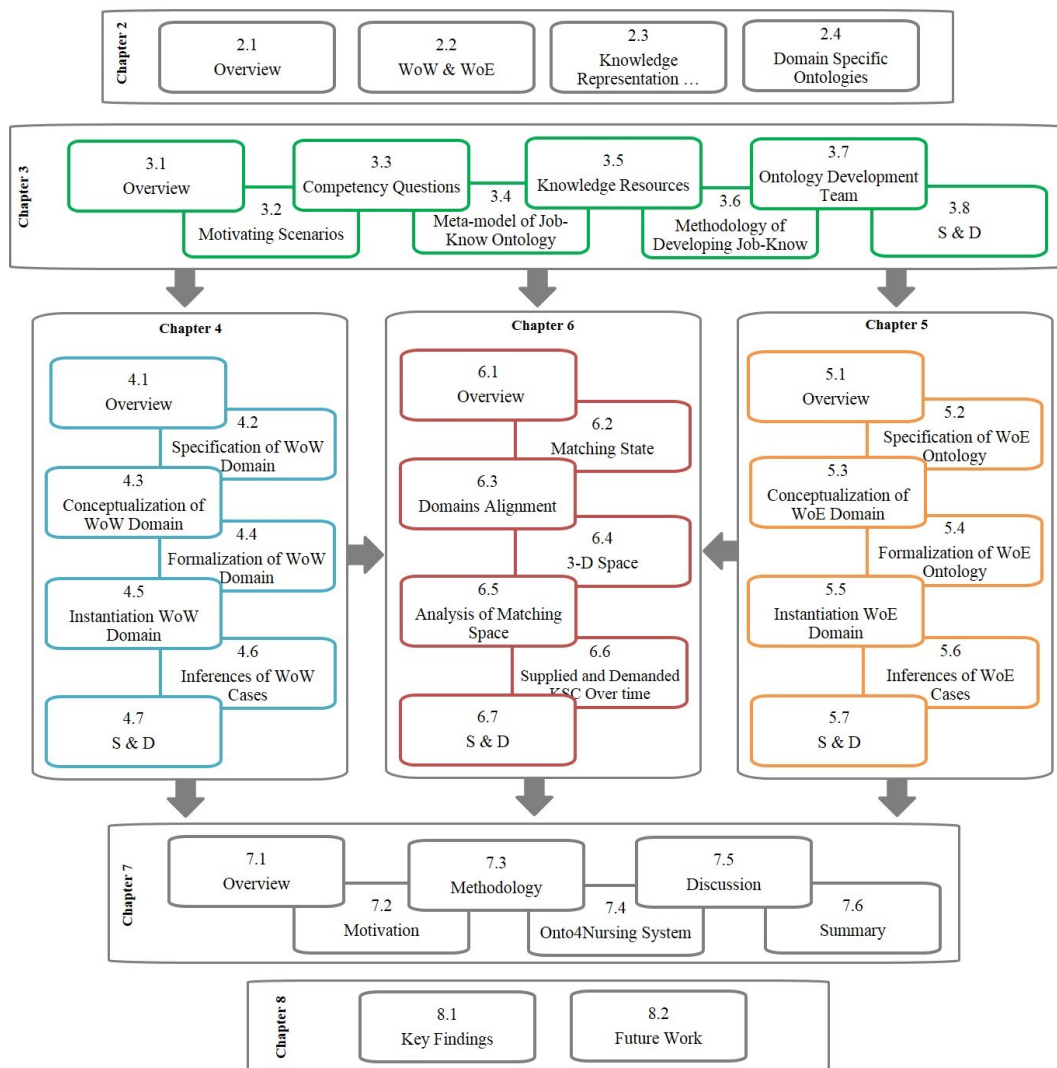 Chapter 2
2.1
Overview
2.2
WoW & WoE
2.3
Knowledge
Representation …
2.4
Domain Specific
Ontologies
Chapter 3
3.1
Overview
3.2
Motivating Scenarios
3.3
Competency Questions
3.4
Meta-model of Job-
Know Ontology
3.5
Knowledge Resources
3.6
Methodology of
Developing Job-Know
3.7
Ontology Development
Team
3.8
S & D
Chapter 4
4.1
Overview
4.2
Specification of WoW
Domain
4.3
Conceptualization of
WoW Domain
4.4
Formalization of WoW
Domain
4.5
Instantiation WoW
Domain
4.6
Inferences of WoW
Cases
4.7
S & D
Chapter 6
6.1
Overview
6.2
Matching State
6.3
Domains Alignment
6.4
3-D Space
6.5
Analysis of Matching
Space
6.6
Supplied and Demanded
KSC Over time
6.7
S & D
Chapter 5
5.1
Overview
5.2
Specification of WoE
Ontology
5.3
Conceptualization of
WoE Domain
5.4
Formalization of WoE
Ontology
5.5
Instantiation WoE
Domain
5.6
Inferences of WoE
Cases
5.7
S & D
Chapter 7
7.1
Overview
7.2
Motivation
7.3
Methodology
7.4
Onto4Nursing System
7.5
Discussion
7.6
Summary
Chapter 8
8.1
Key Findings
8.2
Future Work